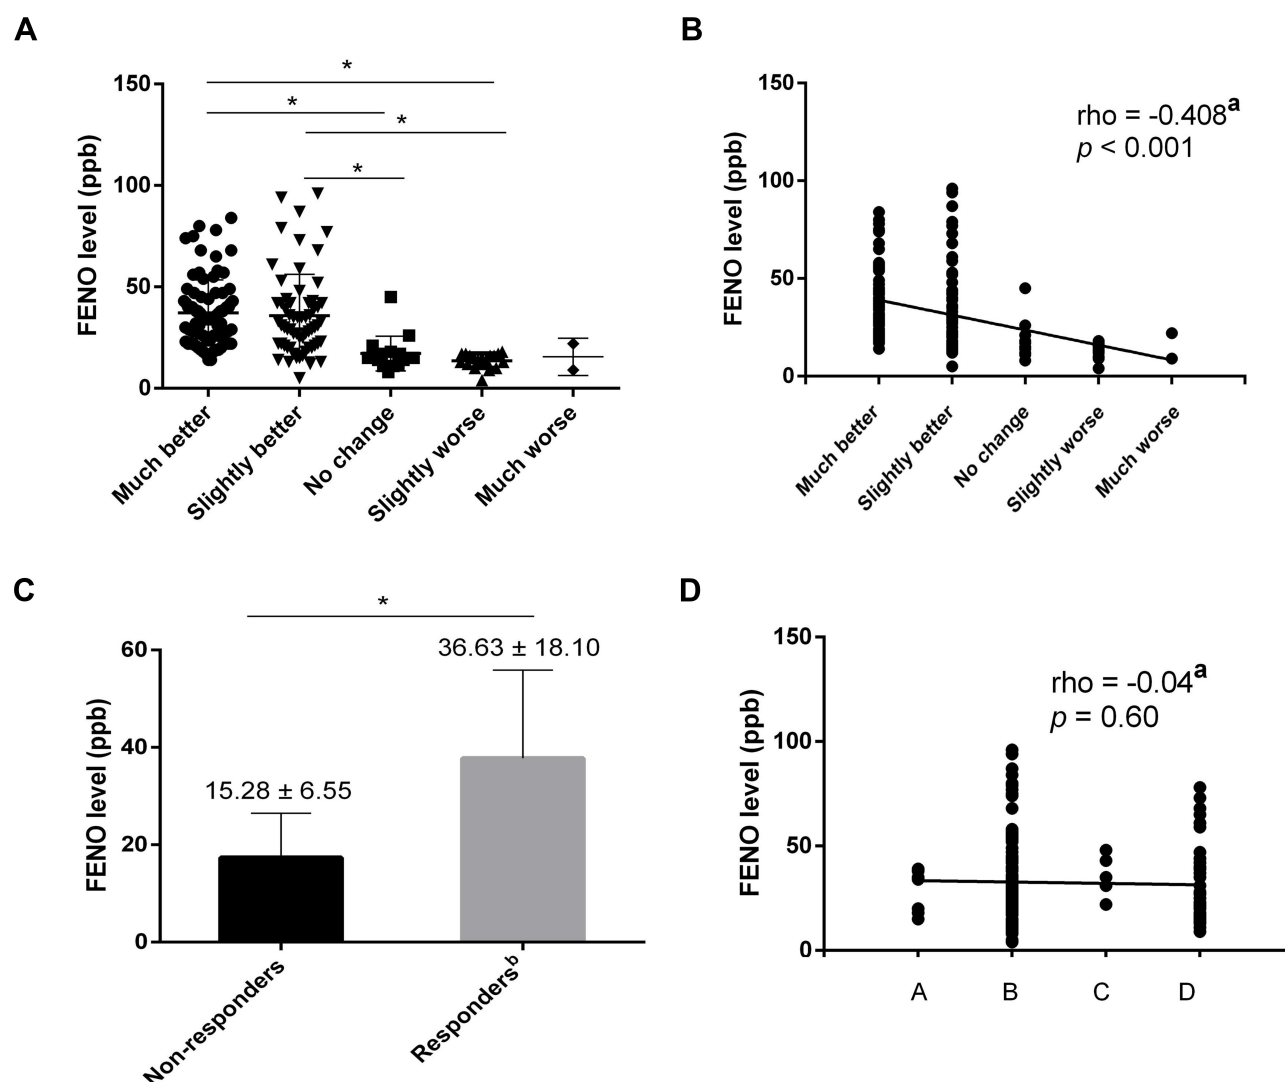 A
*
*
*
*
150
100
50
0
FENO level (ppb)
Much better
Slightly better
No change
Slightly worse
Much worse
B
rho = -0.408a
p < 0.001
150
100
50
0
FENO level (ppb)
Much better
Slightly better
No change
Slightly worse
Much worse
C
*
36.63 ± 18.10
15.28 ± 6.55
60
40
20
0
FENO level (ppb)
Non-responders
Respondersb
D
rho = -0.04a
p = 0.60
150
100
50
0
FENO level (ppb)
A
B
C
D